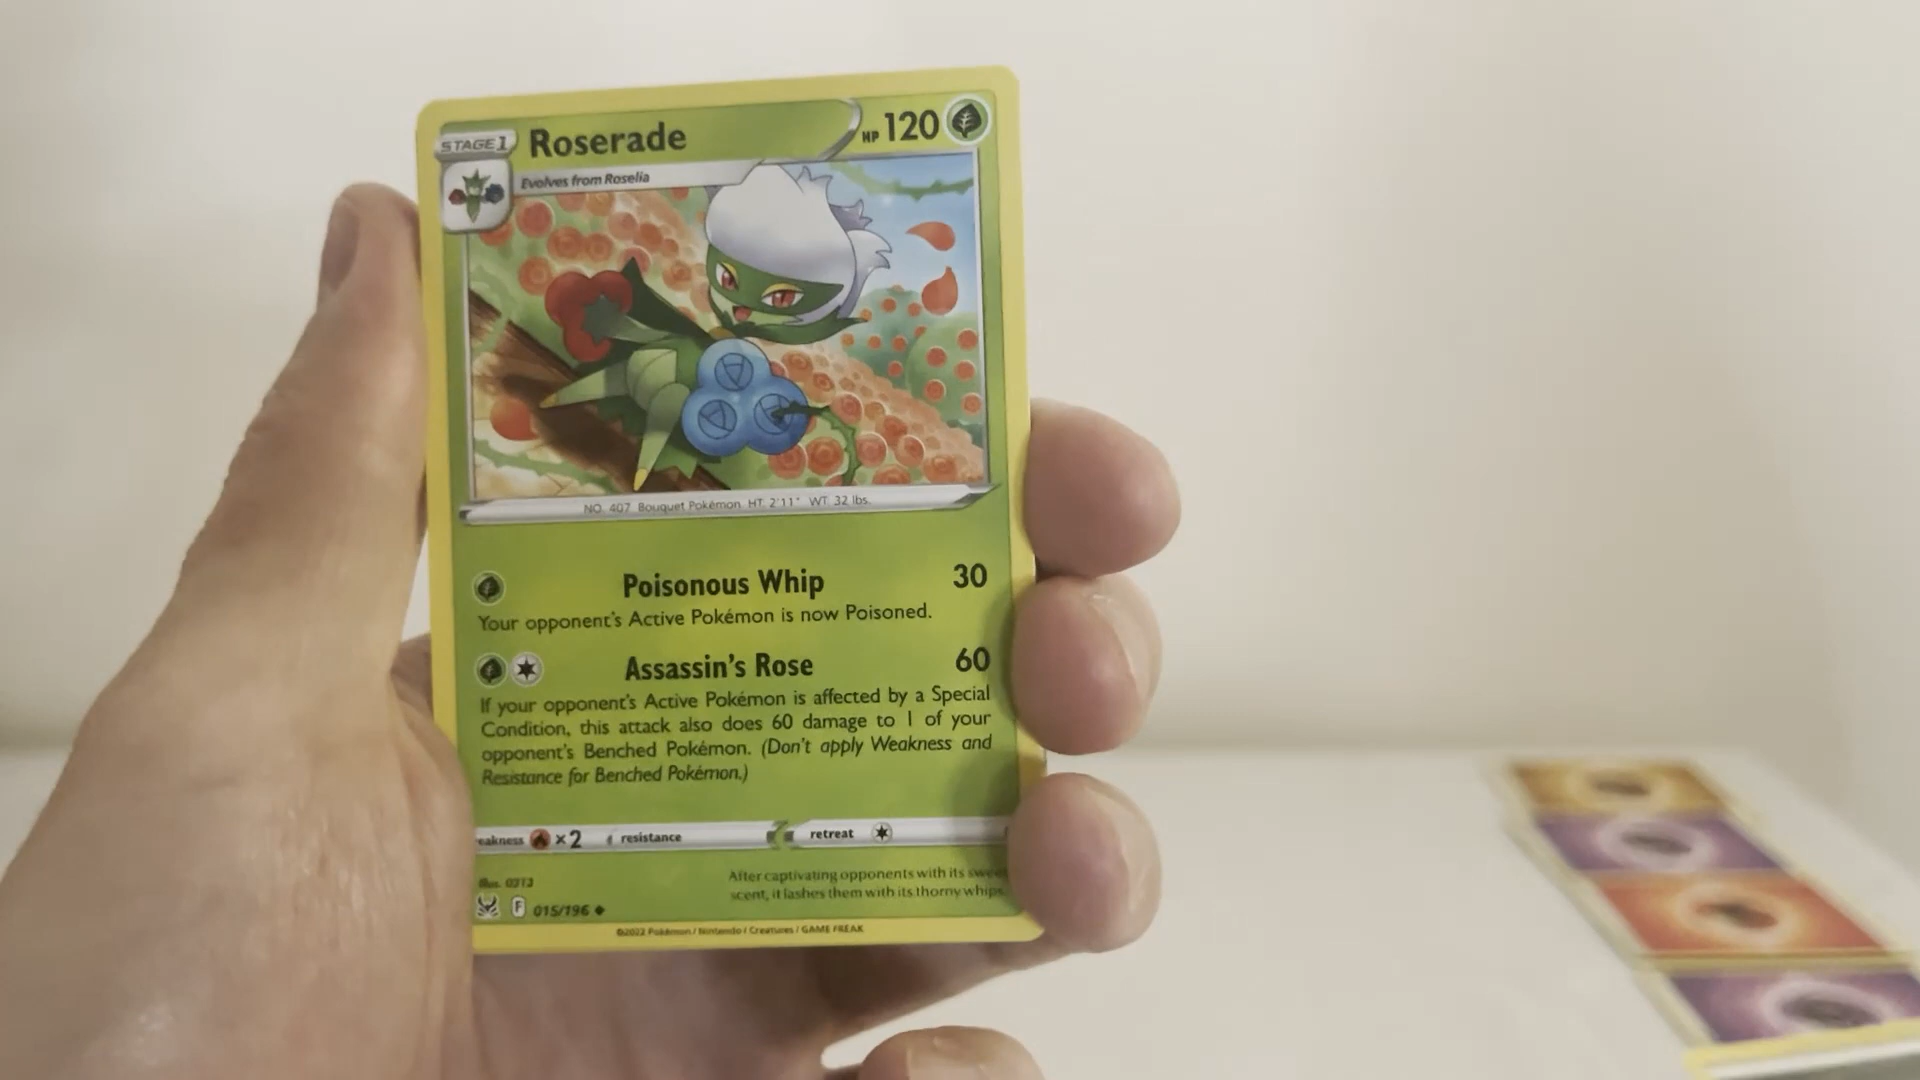 STAGE1 Roserade HP 120
Evolves from Roselia
NO. 407 Bouquet Pokémon HT: 2'11" WT: 32 lbs.
Poisonous Whip 30
Your opponent's Active Pokémon is now Poisoned.
Assassin's Rose 60
If your opponent's Active Pokémon is affected by a Special
Condition, this attack also does 60 damage to 1 of your
opponent's Benched Pokémon. (Don't apply Weakness and
Resistance for Benched Pokémon.)
eakness ×2 resistance retreat
Illus. 0313
After captivating opponents with its sweet
scent, it lashes them with its thorny whips.
F 015/196
©2022 Pokémon / Nintendo / Creatures / GAME FREAK